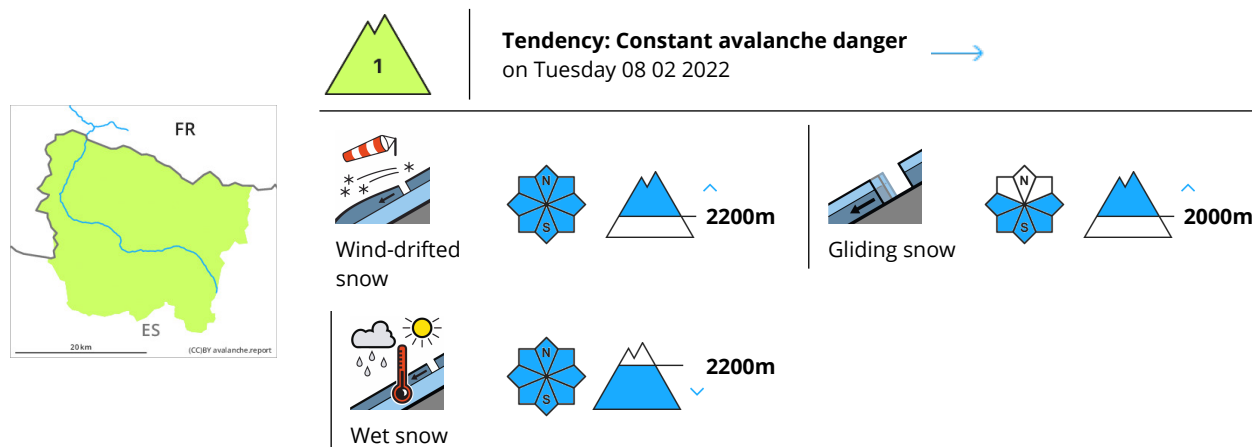 1
Tendency: Constant avalanche danger
on Tuesday 08 02 2022
FR
ES
20 km
(CC)BY avalanche.report
N
S
2200m
Wind-drifted
snow
N
S
2000m
Gliding snow
N
S
2200m
Wet snow